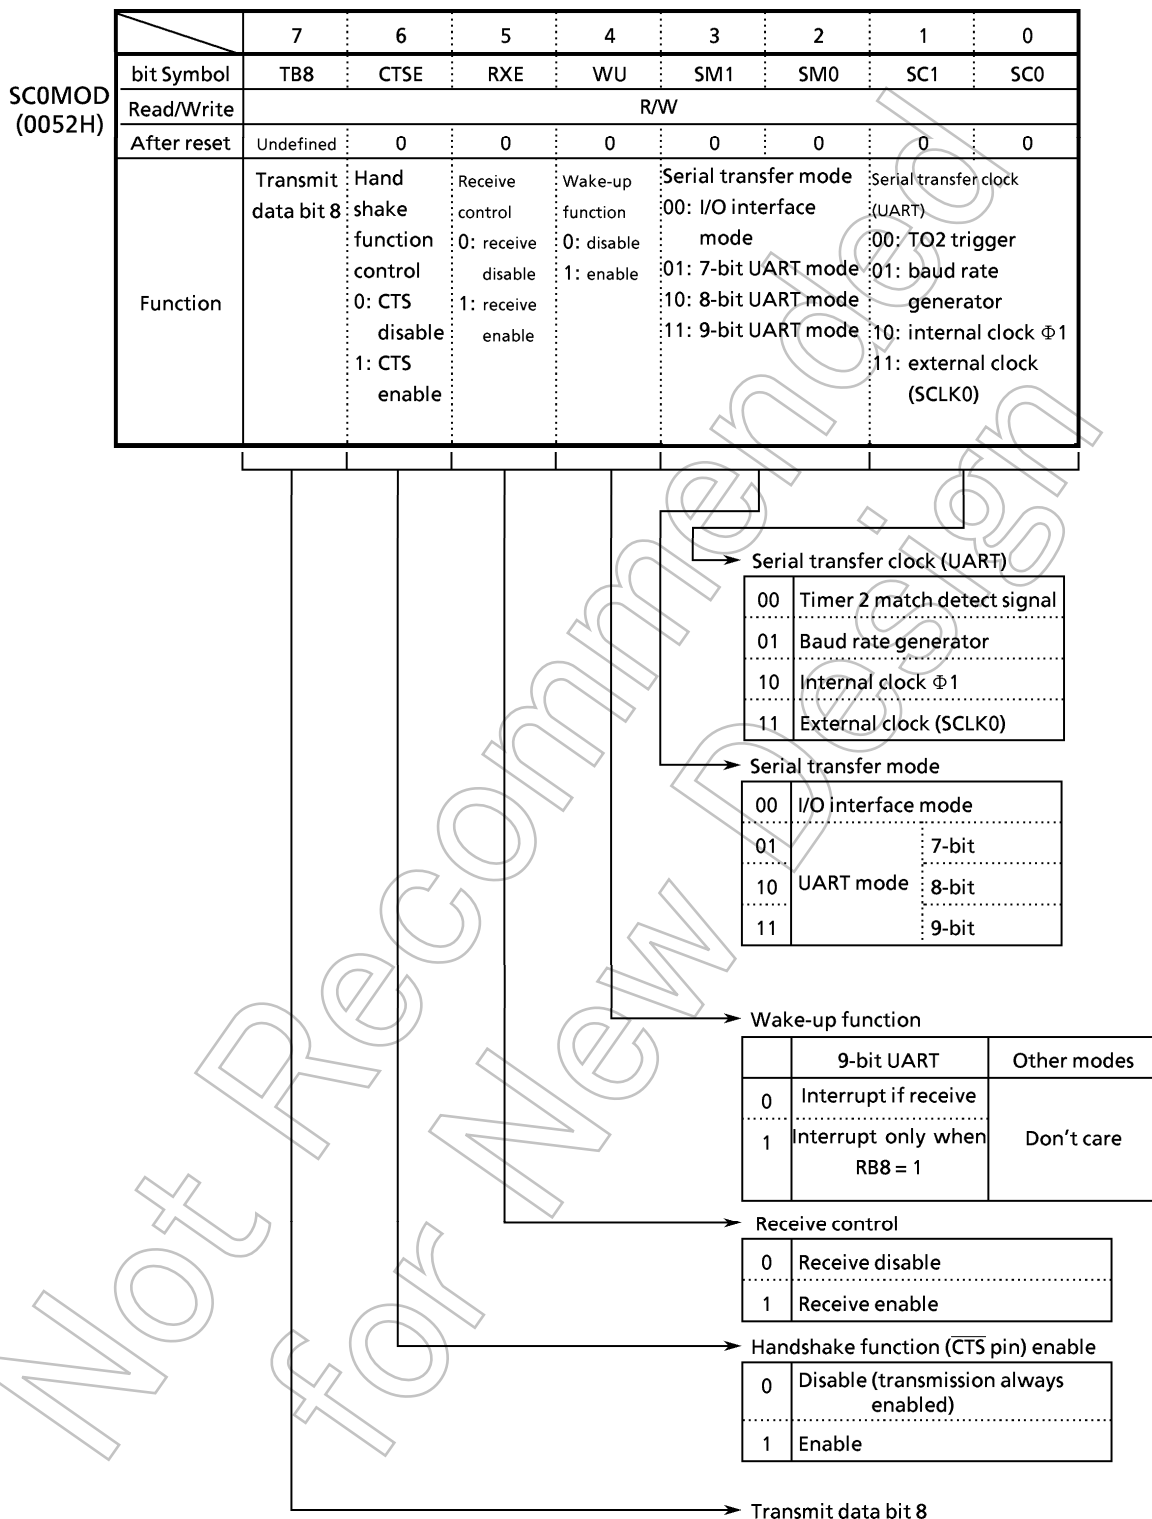 7 6 5 4 3 2 1 0
bit Symbol TB8 CTSE RXE WU SM1 SM0 SC1 SC0
SC0MOD
(0052H)
Read/Write R/W
After reset Undefined 0 0 0 0 0 0 0
Function
Transmit
data bit 8
Hand
shake
function
control
0: CTS
disable
1: CTS
enable
Receive
control
0: receive
disable
1: receive
enable
Wake-up
function
0: disable
1: enable
Serial transfer mode
00: I/O interface
mode
01: 7-bit UART mode
10: 8-bit UART mode
11: 9-bit UART mode
Serial transfer clock
(UART)
00: TO2 trigger
01: baud rate
generator
10: internal clock Φ1
11: external clock
(SCLK0)
Serial transfer clock (UART)
00 Timer 2 match detect signal
01 Baud rate generator
10 Internal clock Φ1
11 External clock (SCLK0)
Serial transfer mode
00 I/O interface mode
01 7-bit
10 UART mode 8-bit
11 9-bit
Wake-up function
9-bit UART Other modes
0 Interrupt if receive
1 Interrupt only when
RB8 = 1
Don't care
Receive control
0 Receive disable
1 Receive enable
Handshake function (C̅T̅S̅ pin) enable
0 Disable (transmission always
enabled)
1 Enable
Transmit data bit 8
Not Recommended
for New Design